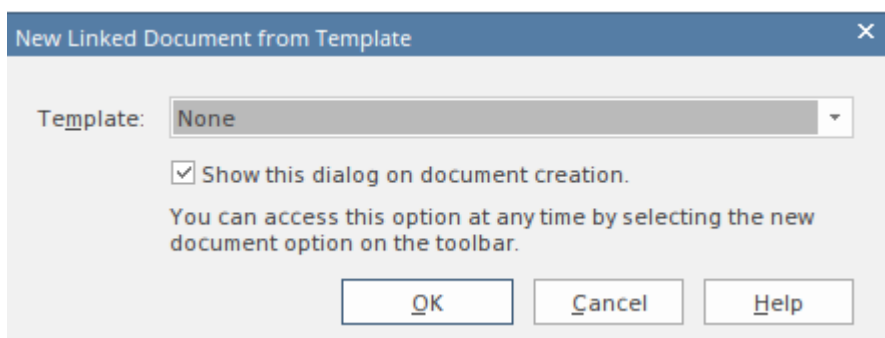 New Linked Document from Template
Template: None
Show this dialog on document creation.
You can access this option at any time by selecting the new
document option on the toolbar.
OK Cancel Help